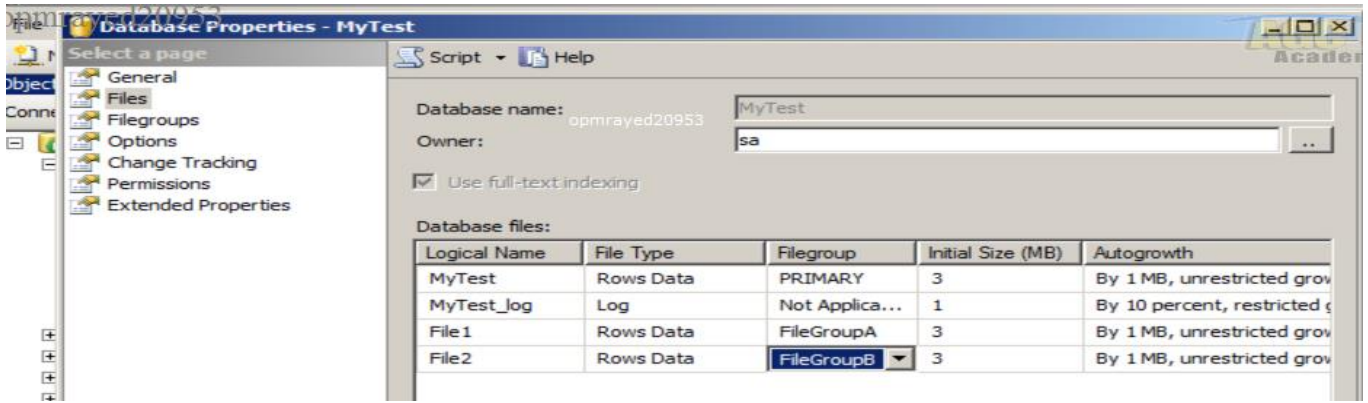 opmrayed20953
File
Database Properties - MyTest
Select a page
Script
Help
Academ
General
Files
Filegroups
Options
Change Tracking
Permissions
Extended Properties
Object
Conne
Database name:
MyTest
opmrayed20953
Owner:
sa
..
Use full-text indexing
Database files:
Logical Name File Type Filegroup Initial Size (MB) Autogrowth
MyTest Rows Data PRIMARY 3 By 1 MB, unrestricted grow
MyTest_log Log Not Applica... 1 By 10 percent, restricted g
File1 Rows Data FileGroupA 3 By 1 MB, unrestricted grow
File2 Rows Data FileGroupB 3 By 1 MB, unrestricted grow